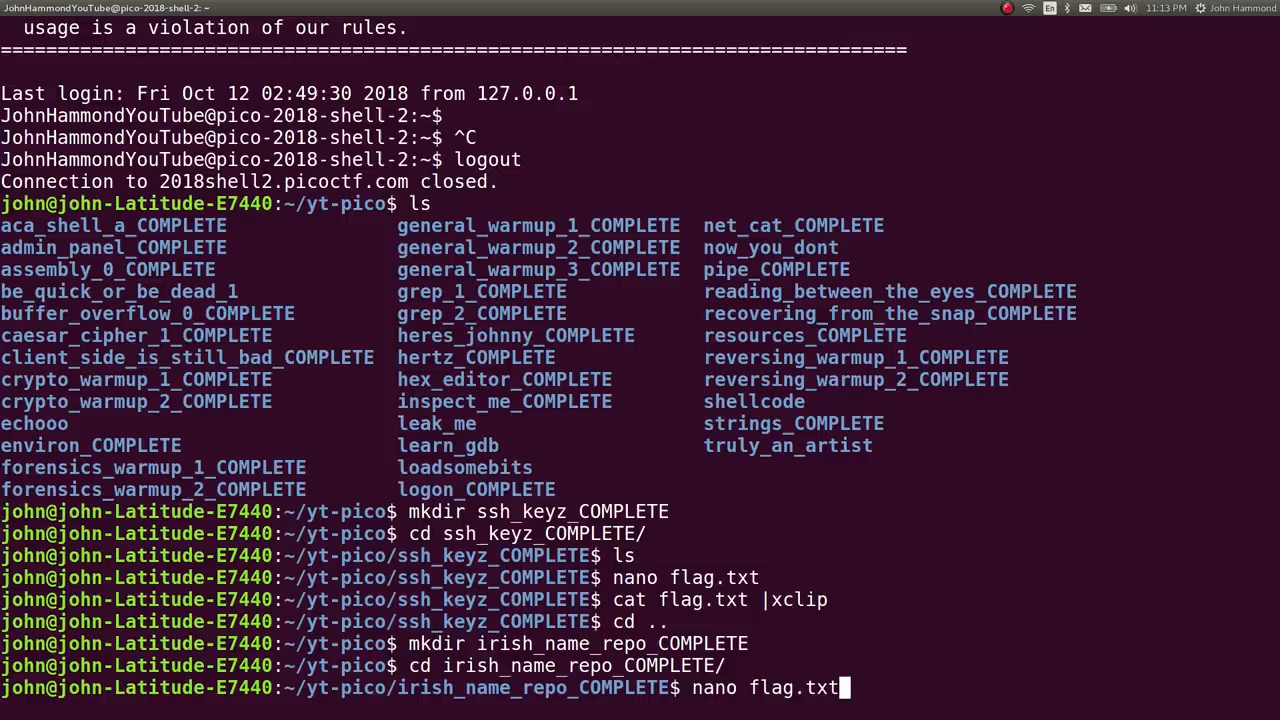 JohnHammondYouTube@pico-2018-shell-2: ~ En 11:13 PM John Hammond
usage is a violation of our rules.
===============================================================================
Last login: Fri Oct 12 02:49:30 2018 from 127.0.0.1
JohnHammondYouTube@pico-2018-shell-2:~$
JohnHammondYouTube@pico-2018-shell-2:~$ ^C
JohnHammondYouTube@pico-2018-shell-2:~$ logout
Connection to 2018shell2.picoctf.com closed.
john@john-Latitude-E7440:~/yt-pico$ ls
aca_shell_a_COMPLETE general_warmup_1_COMPLETE net_cat_COMPLETE
admin_panel_COMPLETE general_warmup_2_COMPLETE now_you_dont
assembly_0_COMPLETE general_warmup_3_COMPLETE pipe_COMPLETE
be_quick_or_be_dead_1 grep_1_COMPLETE reading_between_the_eyes_COMPLETE
buffer_overflow_0_COMPLETE grep_2_COMPLETE recovering_from_the_snap_COMPLETE
caesar_cipher_1_COMPLETE heres_johnny_COMPLETE resources_COMPLETE
client_side_is_still_bad_COMPLETE hertz_COMPLETE reversing_warmup_1_COMPLETE
crypto_warmup_1_COMPLETE hex_editor_COMPLETE reversing_warmup_2_COMPLETE
crypto_warmup_2_COMPLETE inspect_me_COMPLETE shellcode
echooo leak_me strings_COMPLETE
environ_COMPLETE learn_gdb truly_an_artist
forensics_warmup_1_COMPLETE loadsomebits
forensics_warmup_2_COMPLETE logon_COMPLETE
john@john-Latitude-E7440:~/yt-pico$ mkdir ssh_keyz_COMPLETE
john@john-Latitude-E7440:~/yt-pico$ cd ssh_keyz_COMPLETE/
john@john-Latitude-E7440:~/yt-pico/ssh_keyz_COMPLETE$ ls
john@john-Latitude-E7440:~/yt-pico/ssh_keyz_COMPLETE$ nano flag.txt
john@john-Latitude-E7440:~/yt-pico/ssh_keyz_COMPLETE$ cat flag.txt |xclip
john@john-Latitude-E7440:~/yt-pico/ssh_keyz_COMPLETE$ cd ..
john@john-Latitude-E7440:~/yt-pico$ mkdir irish_name_repo_COMPLETE
john@john-Latitude-E7440:~/yt-pico$ cd irish_name_repo_COMPLETE/
john@john-Latitude-E7440:~/yt-pico/irish_name_repo_COMPLETE$ nano flag.txt